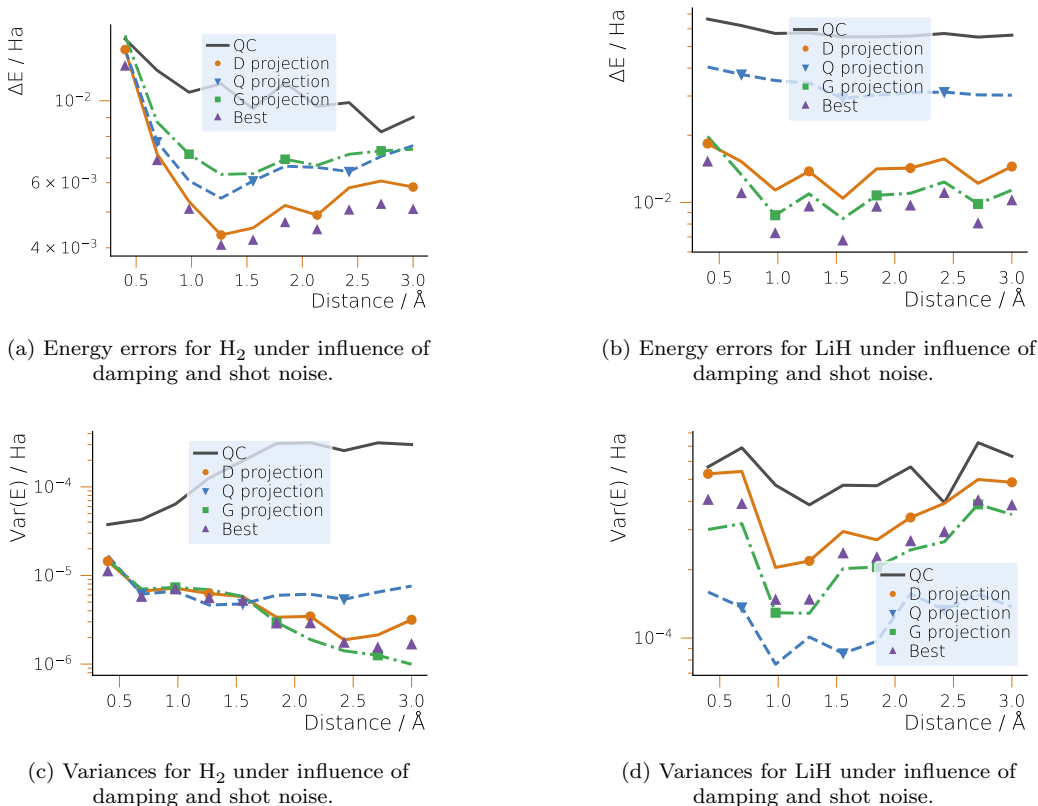 ΔE / Ha
10⁻²
6 × 10⁻³
4 × 10⁻³
QC
D projection
Q projection
G projection
Best
0.5 1.0 1.5 2.0 2.5 3.0
Distance / Å
(a) Energy errors for H₂ under influence of
damping and shot noise.
ΔE / Ha
10⁻²
QC
D projection
Q projection
G projection
Best
0.5 1.0 1.5 2.0 2.5 3.0
Distance / Å
(b) Energy errors for LiH under influence of
damping and shot noise.
Var(E) / Ha
10⁻⁴
10⁻⁵
10⁻⁶
QC
D projection
Q projection
G projection
Best
0.5 1.0 1.5 2.0 2.5 3.0
Distance / Å
(c) Variances for H₂ under influence of
damping and shot noise.
Var(E) / Ha
10⁻⁴
QC
D projection
Q projection
G projection
Best
0.5 1.0 1.5 2.0 2.5 3.0
Distance / Å
(d) Variances for LiH under influence of
damping and shot noise.